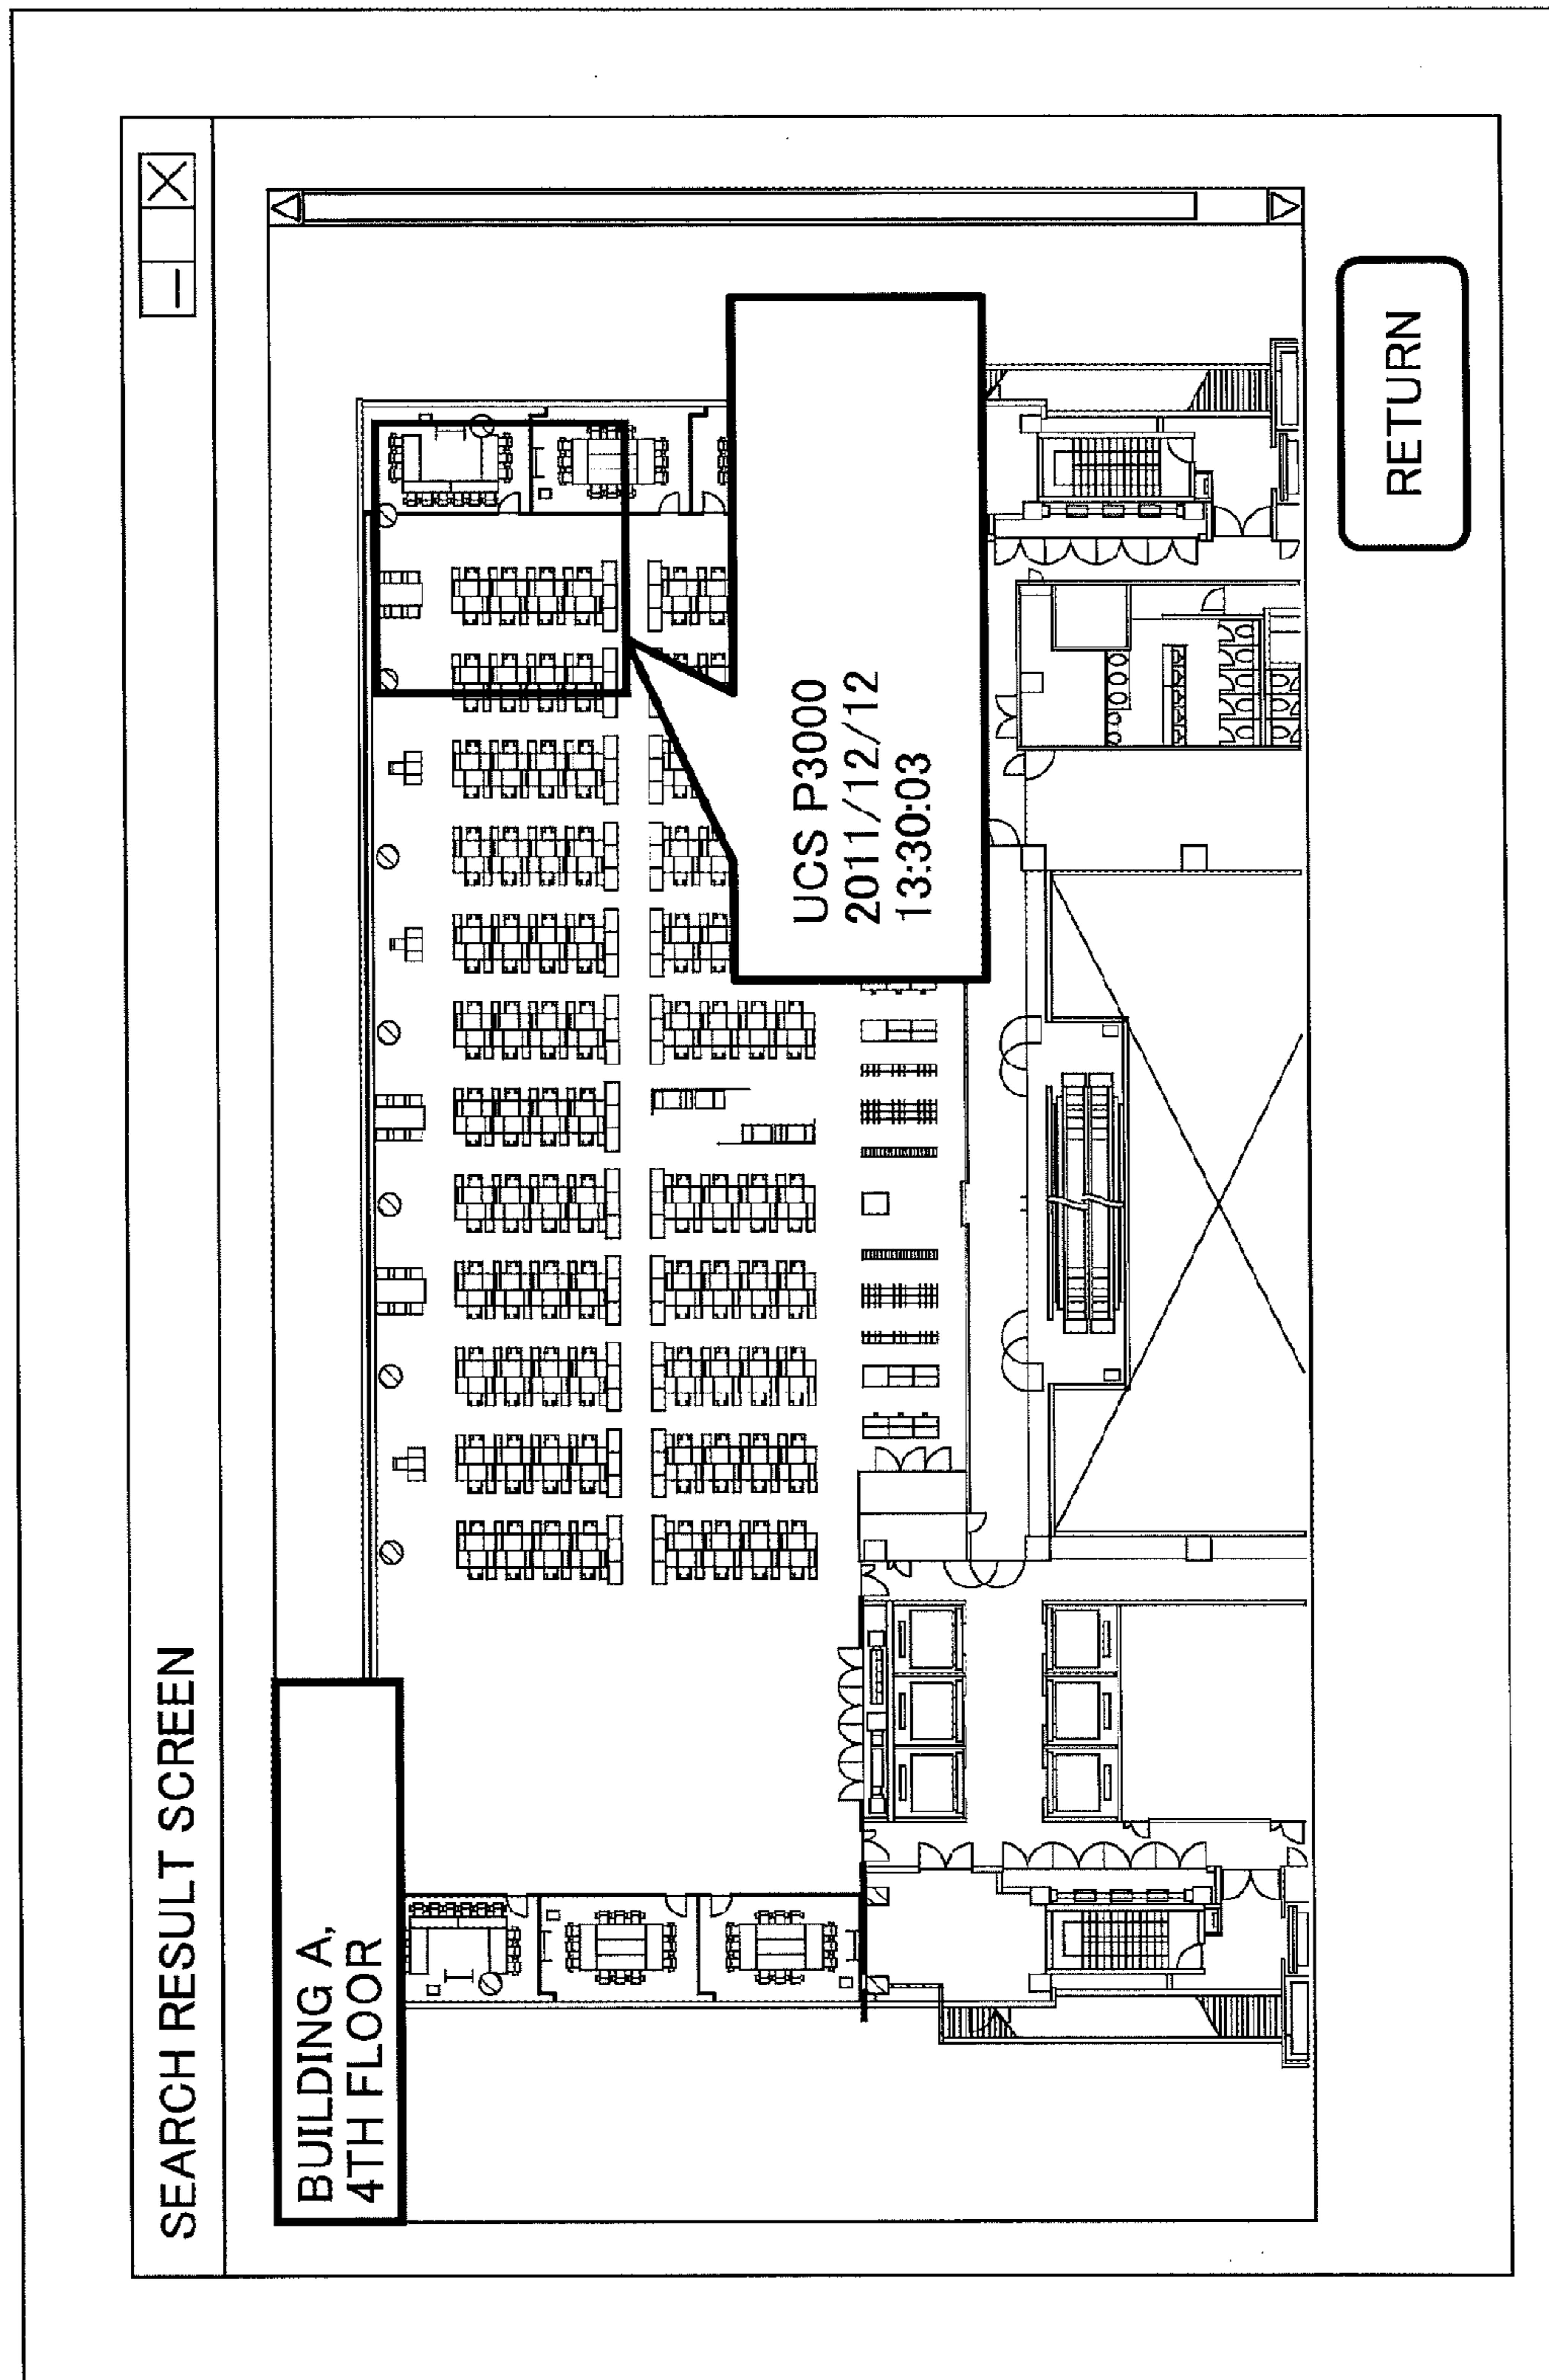 SEARCH RESULT SCREEN
BUILDING A,
4TH FLOOR
UCS P3000
2011/12/12
13:30:03
RETURN